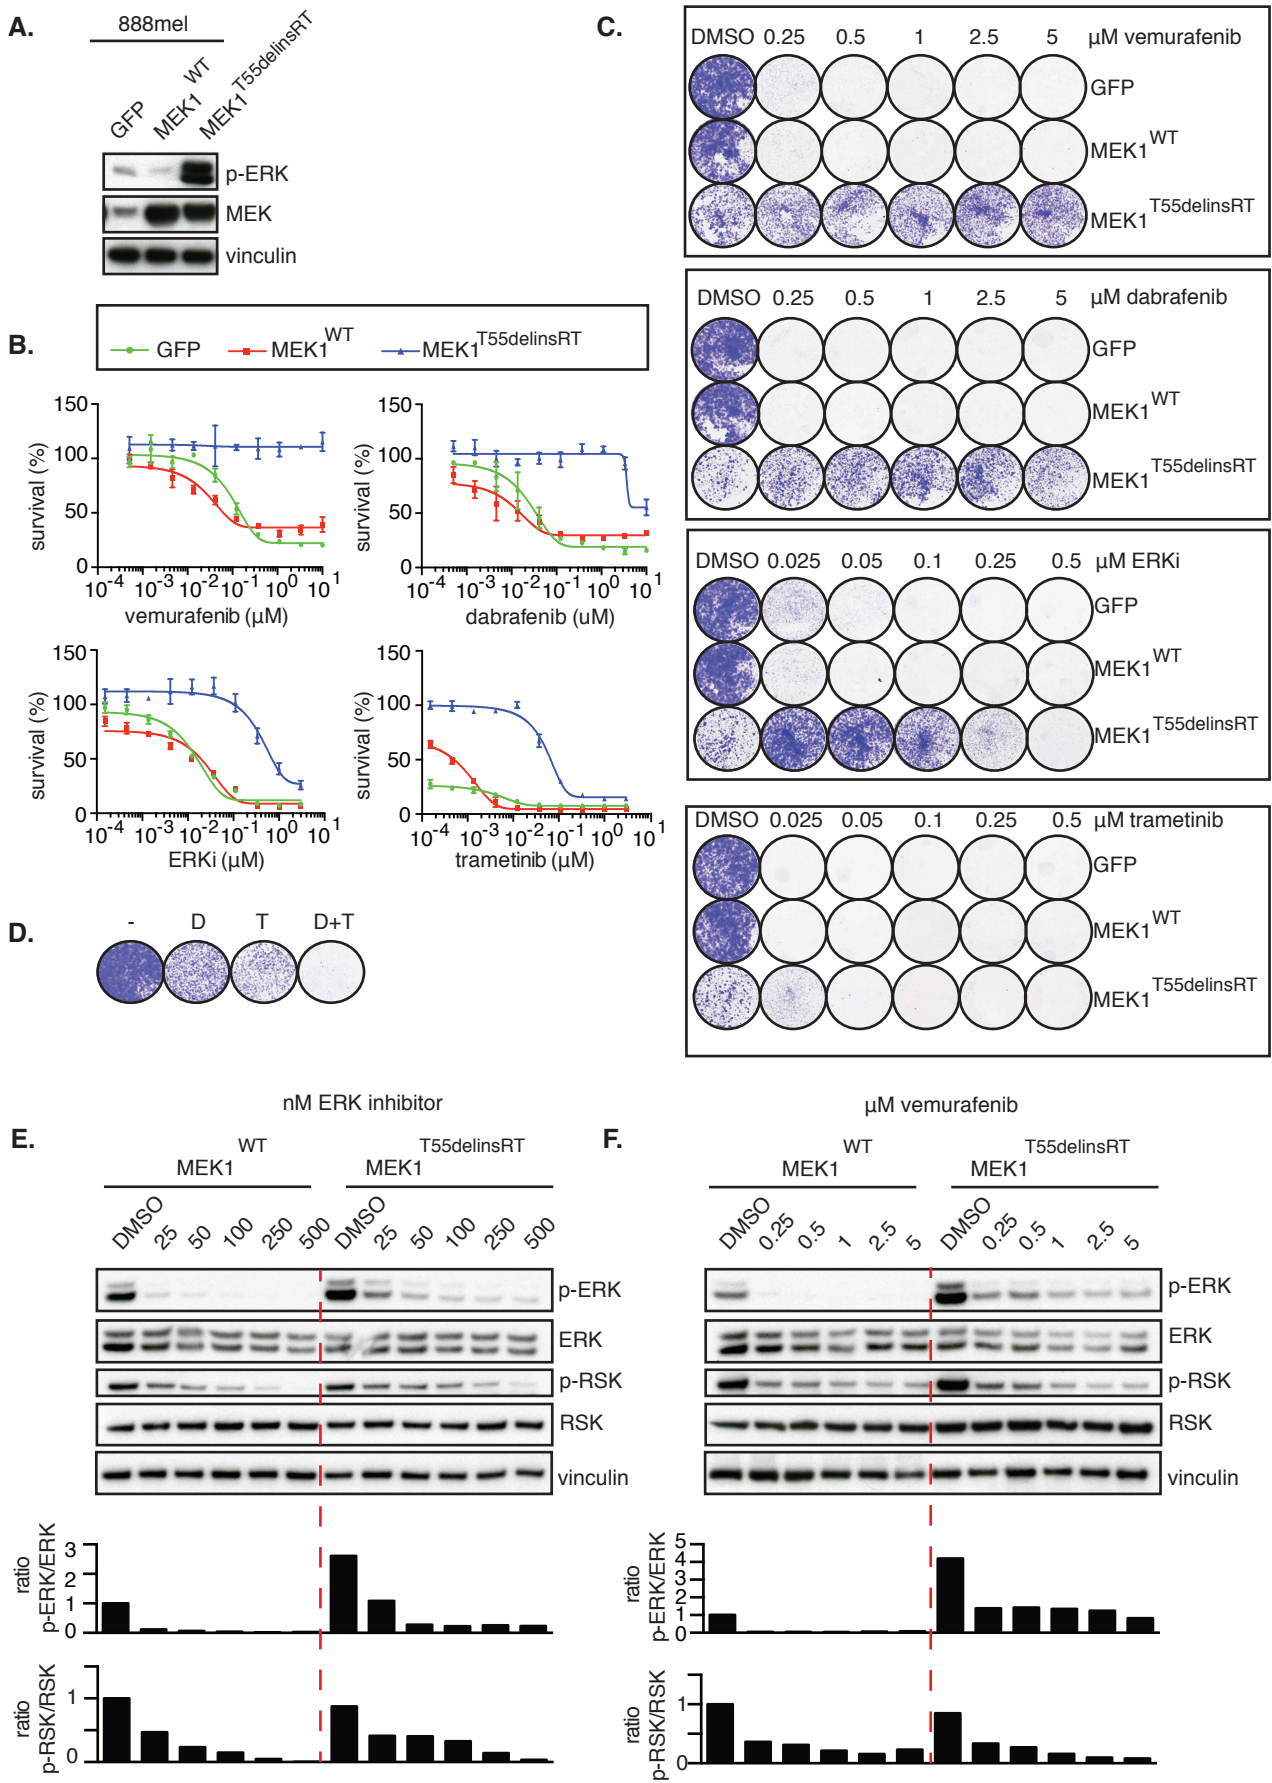 A.
888mel
GFP
MEK1WT
MEK1T55delinsRT
p-ERK
MEK
vinculin
B.
GFP
MEK1WT
MEK1T55delinsRT
survival (%)
150
100
50
0
10-4 10-3 10-2 10-1 100 101
vemurafenib (µM)
survival (%)
150
100
50
0
10-4 10-3 10-2 10-1 100 101
dabrafenib (uM)
survival (%)
150
100
50
0
10-4 10-3 10-2 10-1 100 101
ERKi (µM)
survival (%)
150
100
50
0
10-4 10-3 10-2 10-1 100 101
trametinib (µM)
C.
DMSO 0.25 0.5 1 2.5 5 µM vemurafenib
GFP
MEK1WT
MEK1T55delinsRT
DMSO 0.25 0.5 1 2.5 5 µM dabrafenib
GFP
MEK1WT
MEK1T55delinsRT
DMSO 0.025 0.05 0.1 0.25 0.5 µM ERKi
GFP
MEK1WT
MEK1T55delinsRT
DMSO 0.025 0.05 0.1 0.25 0.5 µM trametinib
GFP
MEK1WT
MEK1T55delinsRT
D.
- D T D+T
E.
nM ERK inhibitor
MEK1WT MEK1T55delinsRT
DMSO 25 50 100 250 500 DMSO 25 50 100 250 500
p-ERK
ERK
p-RSK
RSK
vinculin
ratio
p-ERK/ERK
3
2
1
0
ratio
p-RSK/RSK
1
0
F.
µM vemurafenib
MEK1WT MEK1T55delinsRT
DMSO 0.25 0.5 1 2.5 5 DMSO 0.25 0.5 1 2.5 5
p-ERK
ERK
p-RSK
RSK
vinculin
ratio
p-ERK/ERK
5
4
3
2
1
0
ratio
p-RSK/RSK
1
0